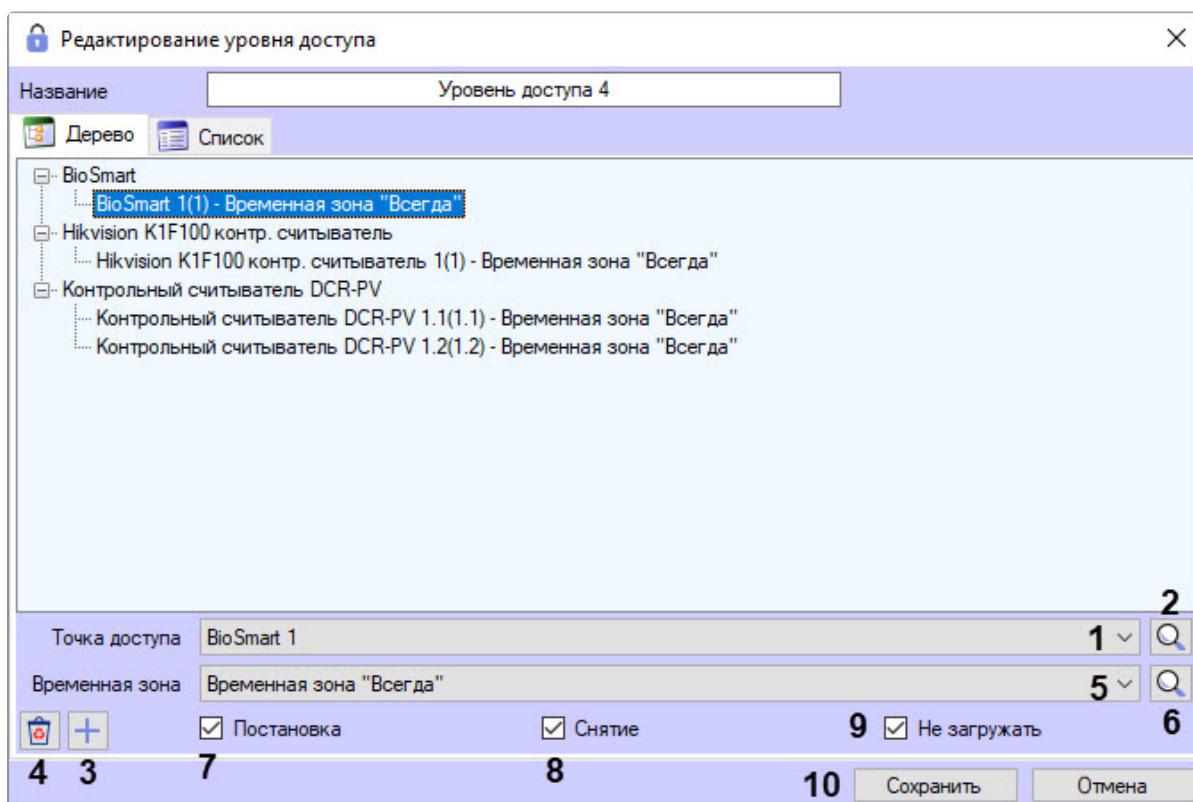 Редактирование уровня доступа
Название Уровень доступа 4
Дерево Список
BioSmart
BioSmart 1(1) - Временная зона "Всегда"
Hikvision K1F100 контр. считыватель
Hikvision K1F100 контр. считыватель 1(1) - Временная зона "Всегда"
Контрольный считыватель DCR-PV
Контрольный считыватель DCR-PV 1.1(1.1) - Временная зона "Всегда"
Контрольный считыватель DCR-PV 1.2(1.2) - Временная зона "Всегда"
2
Точка доступа BioSmart 1 1
Временная зона Временная зона "Всегда" 5
Постановка Снятие 9 Не загружать 6
4 3 7 8
10 Сохранить Отмена